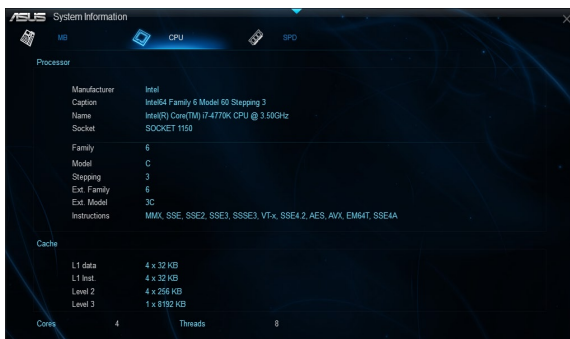 ASUS System Information
MB CPU SPD
Processor
Manufacturer Intel
Caption Intel64 Family 6 Model 60 Stepping 3
Name Intel(R) Core(TM) i7-4770K CPU @ 3.50GHz
Socket SOCKET 1150
Family 6
Model C
Stepping 3
Ext. Family 6
Ext. Model 3C
Instructions MMX, SSE, SSE2, SSE3, SSSE3, VT-x, SSE4.2, AES, AVX, EM64T, SSE4A
Cache
L1 data 4 x 32 KB
L1 Inst. 4 x 32 KB
Level 2 4 x 256 KB
Level 3 1 x 8192 KB
Cores 4 Threads 8